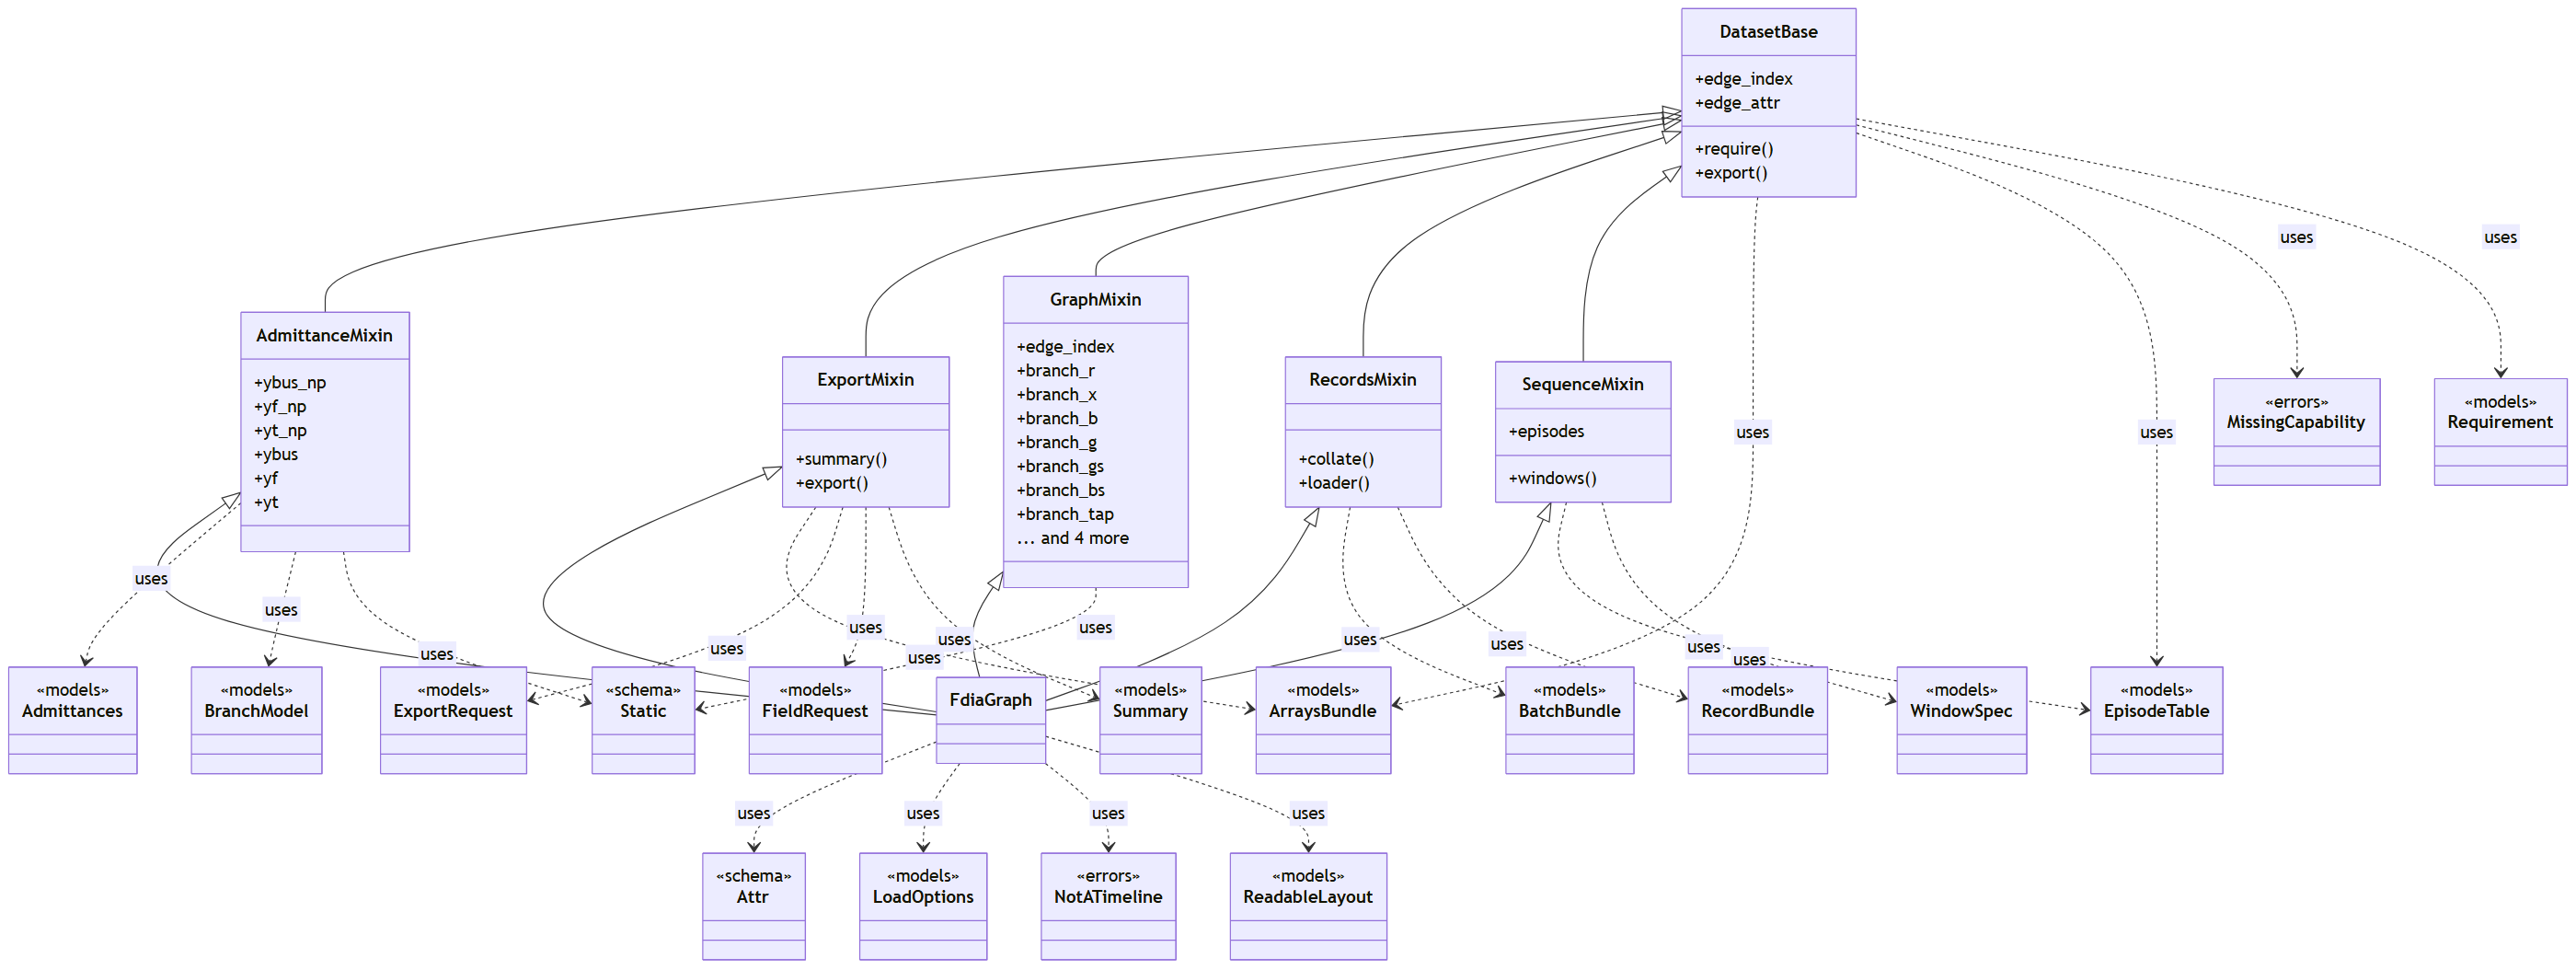 DatasetBase
+edge_index
+edge_attr
+require()
+export()
uses
uses
GraphMixin
+edge_index
+branch_r
+branch_x
+branch_b
+branch_g
+branch_gs
+branch_bs
+branch_tap
... and 4 more
AdmittanceMixin
+ybus_np
+yf_np
+yt_np
+ybus
+yf
+yt
ExportMixin
+summary()
+export()
RecordsMixin
+collate()
+loader()
SequenceMixin
+episodes
+windows()
uses
uses
«errors»
MissingCapability
«models»
Requirement
uses
uses
uses
uses
uses
uses
uses
uses
uses
uses
uses
uses
uses
«models»
Admittances
«models»
BranchModel
«models»
ExportRequest
«schema»
Static
«models»
FieldRequest
FdiaGraph
«models»
Summary
«models»
ArraysBundle
«models»
BatchBundle
«models»
RecordBundle
«models»
WindowSpec
«models»
EpisodeTable
uses
uses
uses
uses
«schema»
Attr
«models»
LoadOptions
«errors»
NotATimeline
«models»
ReadableLayout